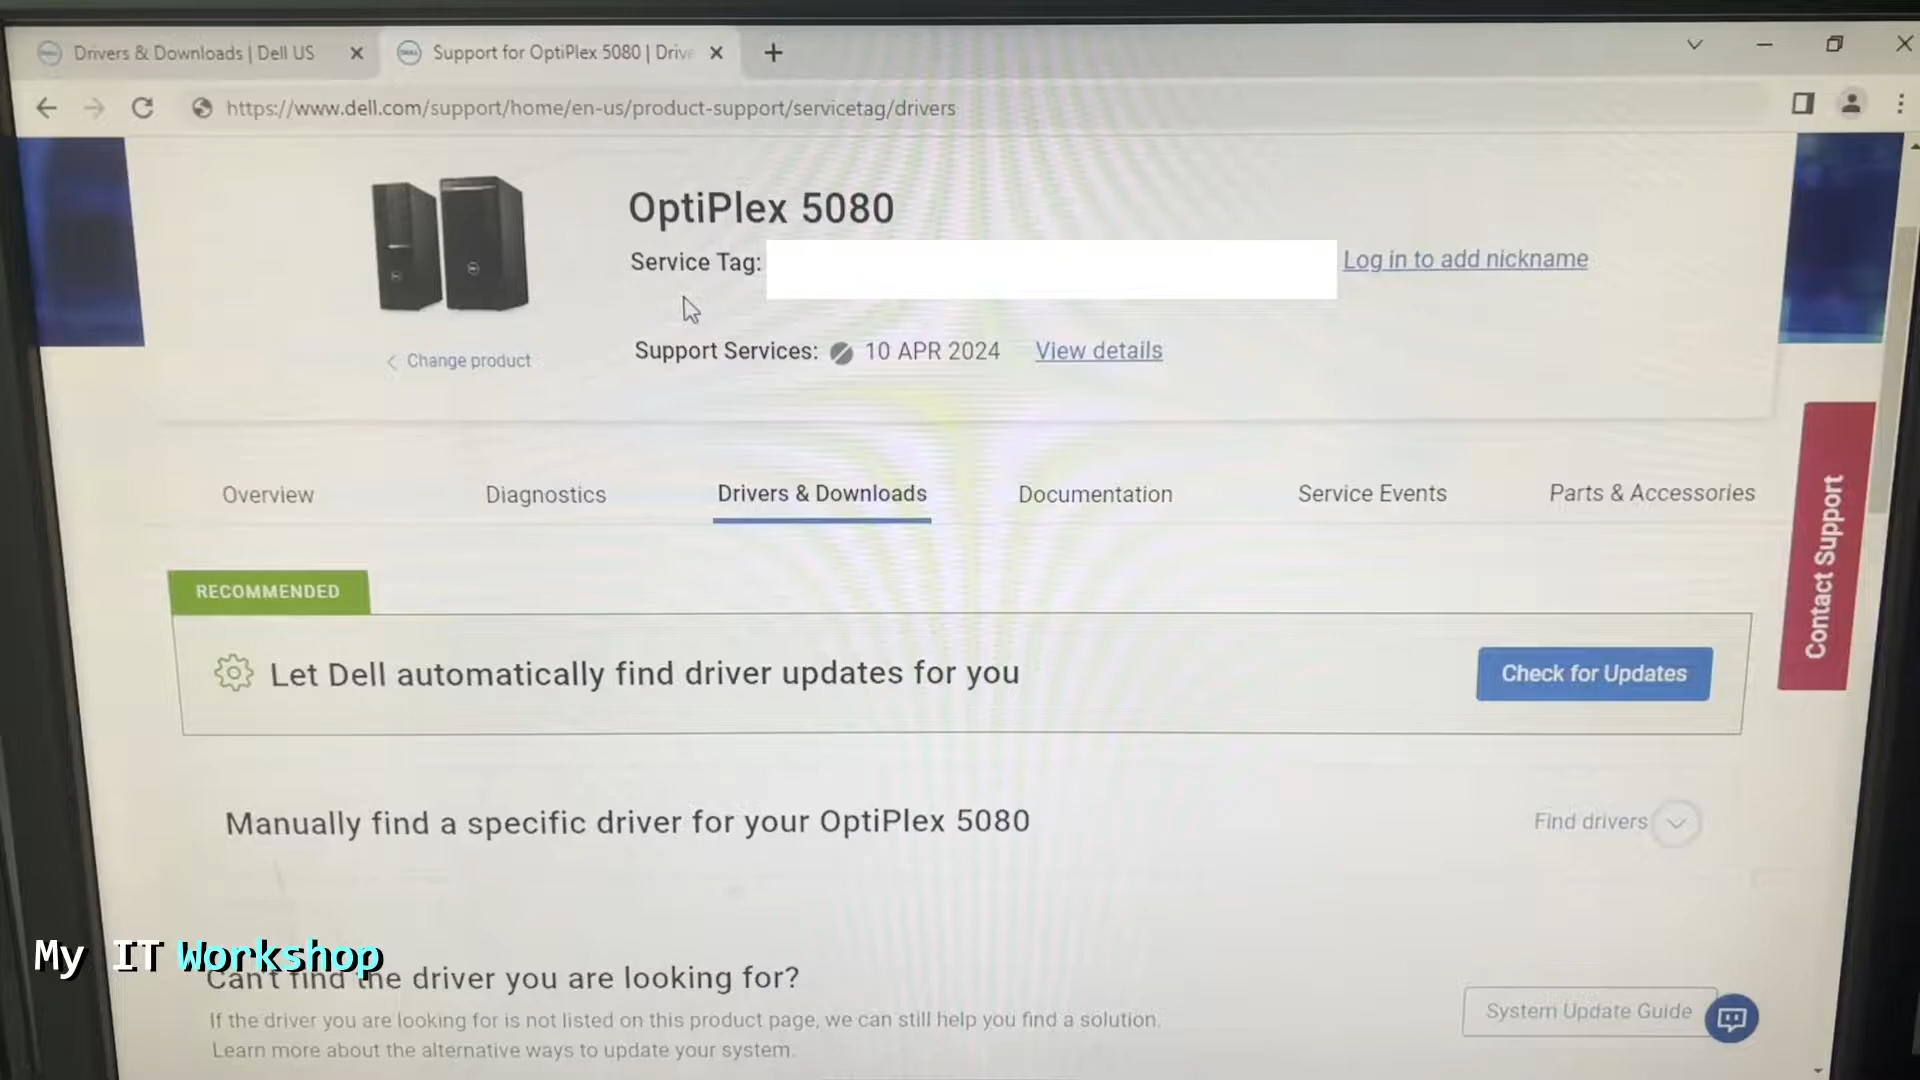 Drivers & Downloads | Dell US
Support for OptiPlex 5080 | Drive
https://www.dell.com/support/home/en-us/product-support/servicetag/drivers
OptiPlex 5080
Service Tag:
Log in to add nickname
Support Services: 10 APR 2024 View details
Change product
Overview Diagnostics Drivers & Downloads Documentation Service Events Parts & Accessories
Contact Support
RECOMMENDED
Let Dell automatically find driver updates for you
Check for Updates
Manually find a specific driver for your OptiPlex 5080
Find drivers
My IT Workshop
Can't find the driver you are looking for?
If the driver you are looking for is not listed on this product page, we can still help you find a solution.
Learn more about the alternative ways to update your system.
System Update Guide